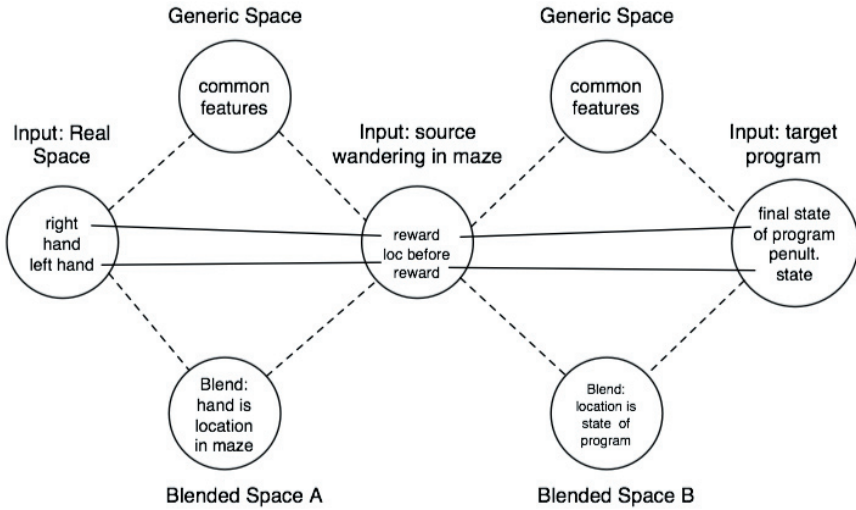 Generic Space
Generic Space
common
features
common
features
Input: Real
Space
Input: source
wandering in maze
Input: target
program
right
hand
left hand
reward
loc before
reward
final state
of program
penult.
state
Blend:
hand is
location
in maze
Blend:
location is
state of
program
Blended Space A
Blended Space B